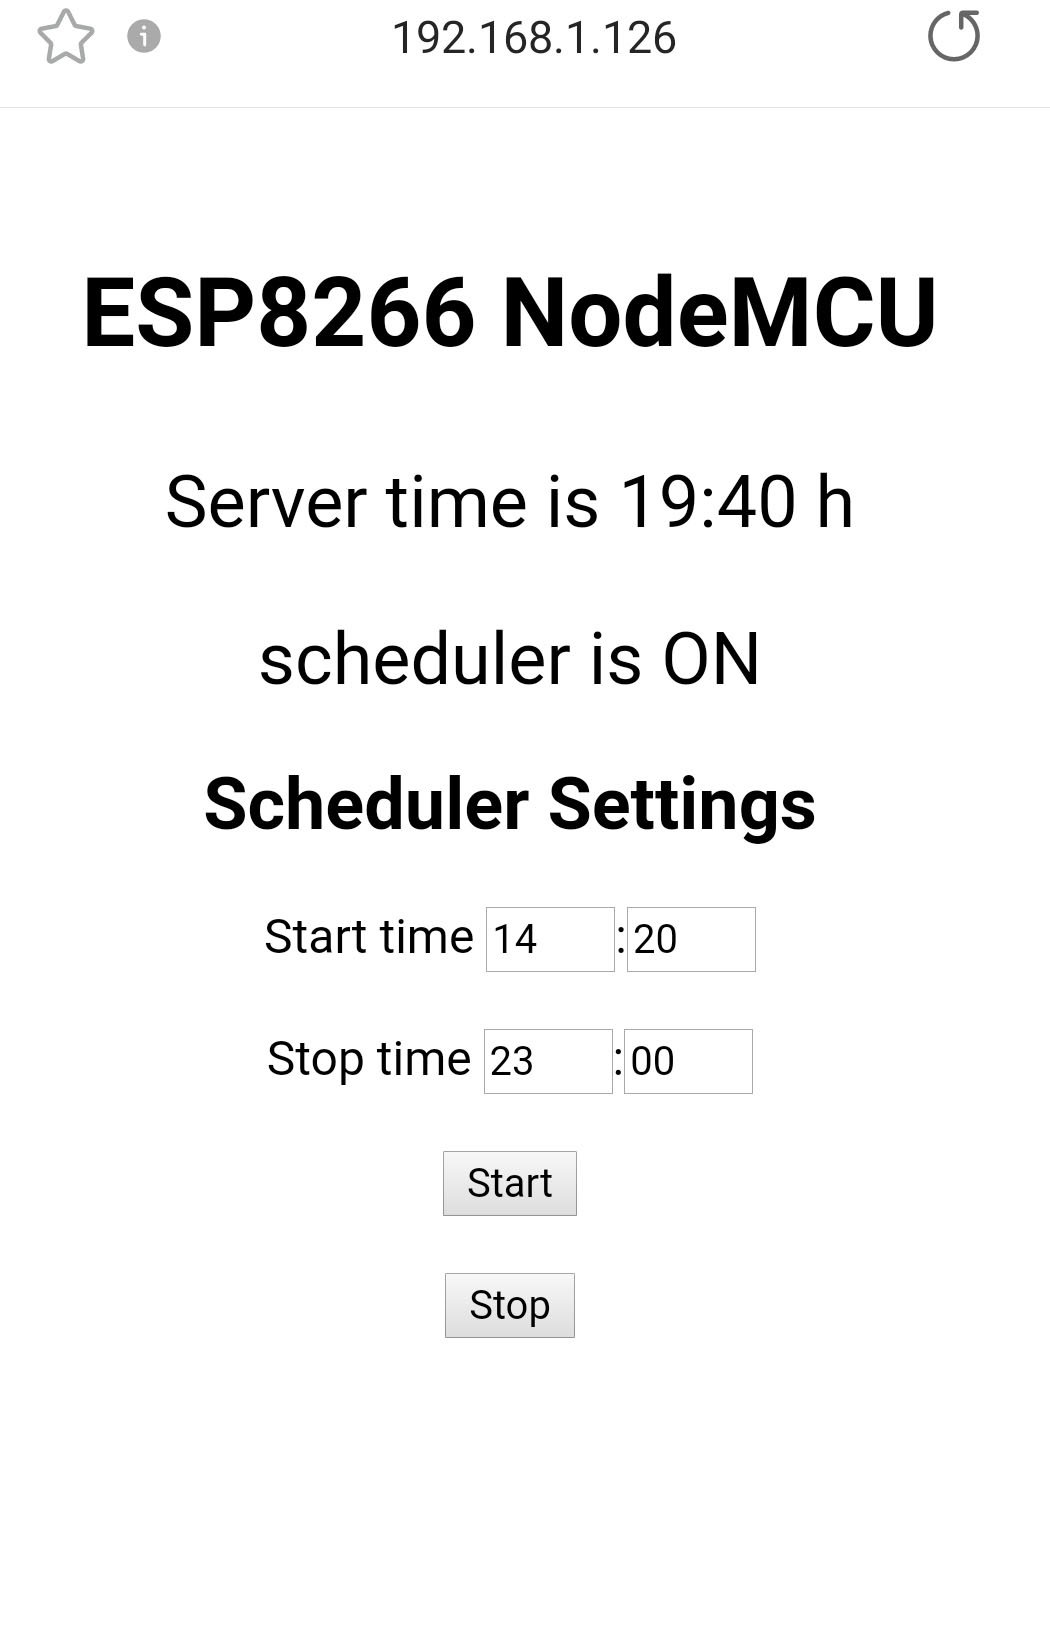 192.168.1.126
ESP8266 NodeMCU
Server time is 19:40 h
scheduler is ON
Scheduler Settings
Start time 14:20
Stop time 23:00
Start
Stop